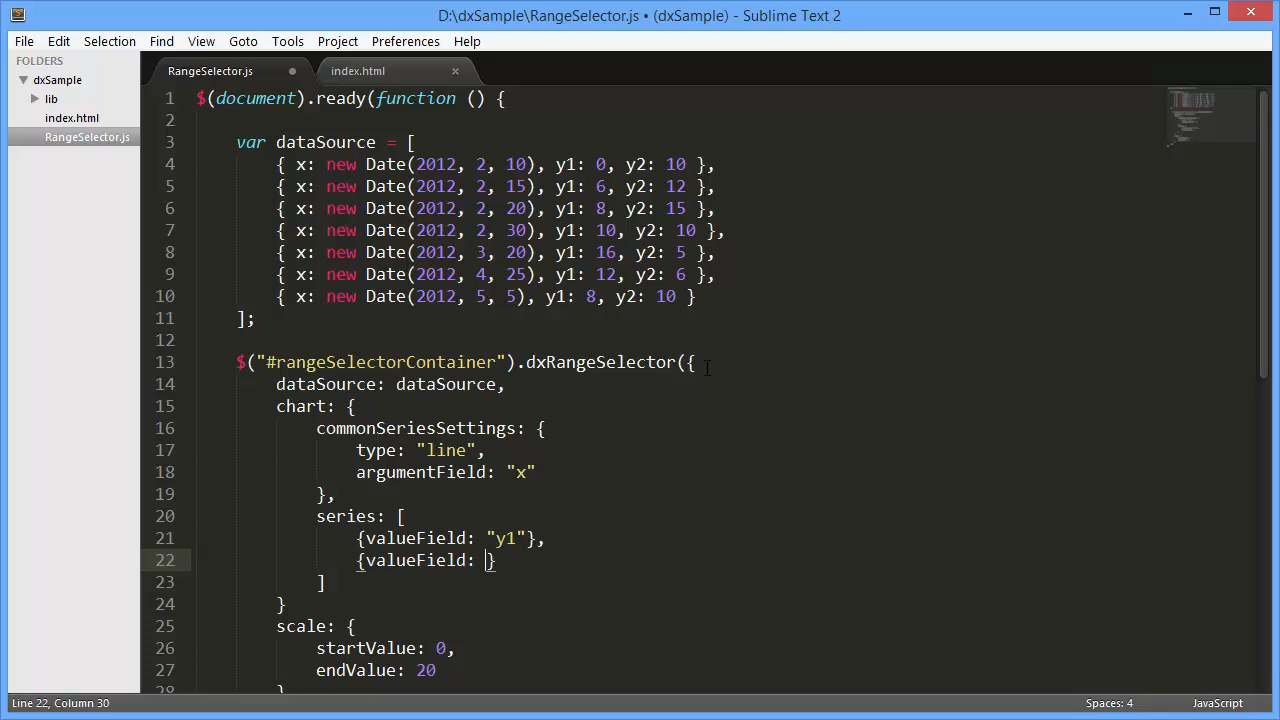 D:\dxSample\RangeSelector.js • (dxSample) - Sublime Text 2
File Edit Selection Find View Goto Tools Project Preferences Help
FOLDERS
dxSample
lib
index.html
RangeSelector.js
RangeSelector.js index.html
1 $(document).ready(function () {
2
3 var dataSource = [
4 { x: new Date(2012, 2, 10), y1: 0, y2: 10 },
5 { x: new Date(2012, 2, 15), y1: 6, y2: 12 },
6 { x: new Date(2012, 2, 20), y1: 8, y2: 15 },
7 { x: new Date(2012, 2, 30), y1: 10, y2: 10 },
8 { x: new Date(2012, 3, 20), y1: 16, y2: 5 },
9 { x: new Date(2012, 4, 25), y1: 12, y2: 6 },
10 { x: new Date(2012, 5, 5), y1: 8, y2: 10 }
11 ];
12
13 $("#rangeSelectorContainer").dxRangeSelector({
14 dataSource: dataSource,
15 chart: {
16 commonSeriesSettings: {
17 type: "line",
18 argumentField: "x"
19 },
20 series: [
21 {valueField: "y1"},
22 {valueField: }
23 ]
24 }
25 scale: {
26 startValue: 0,
27 endValue: 20
28 }
Line 22, Column 30 Spaces: 4 JavaScript